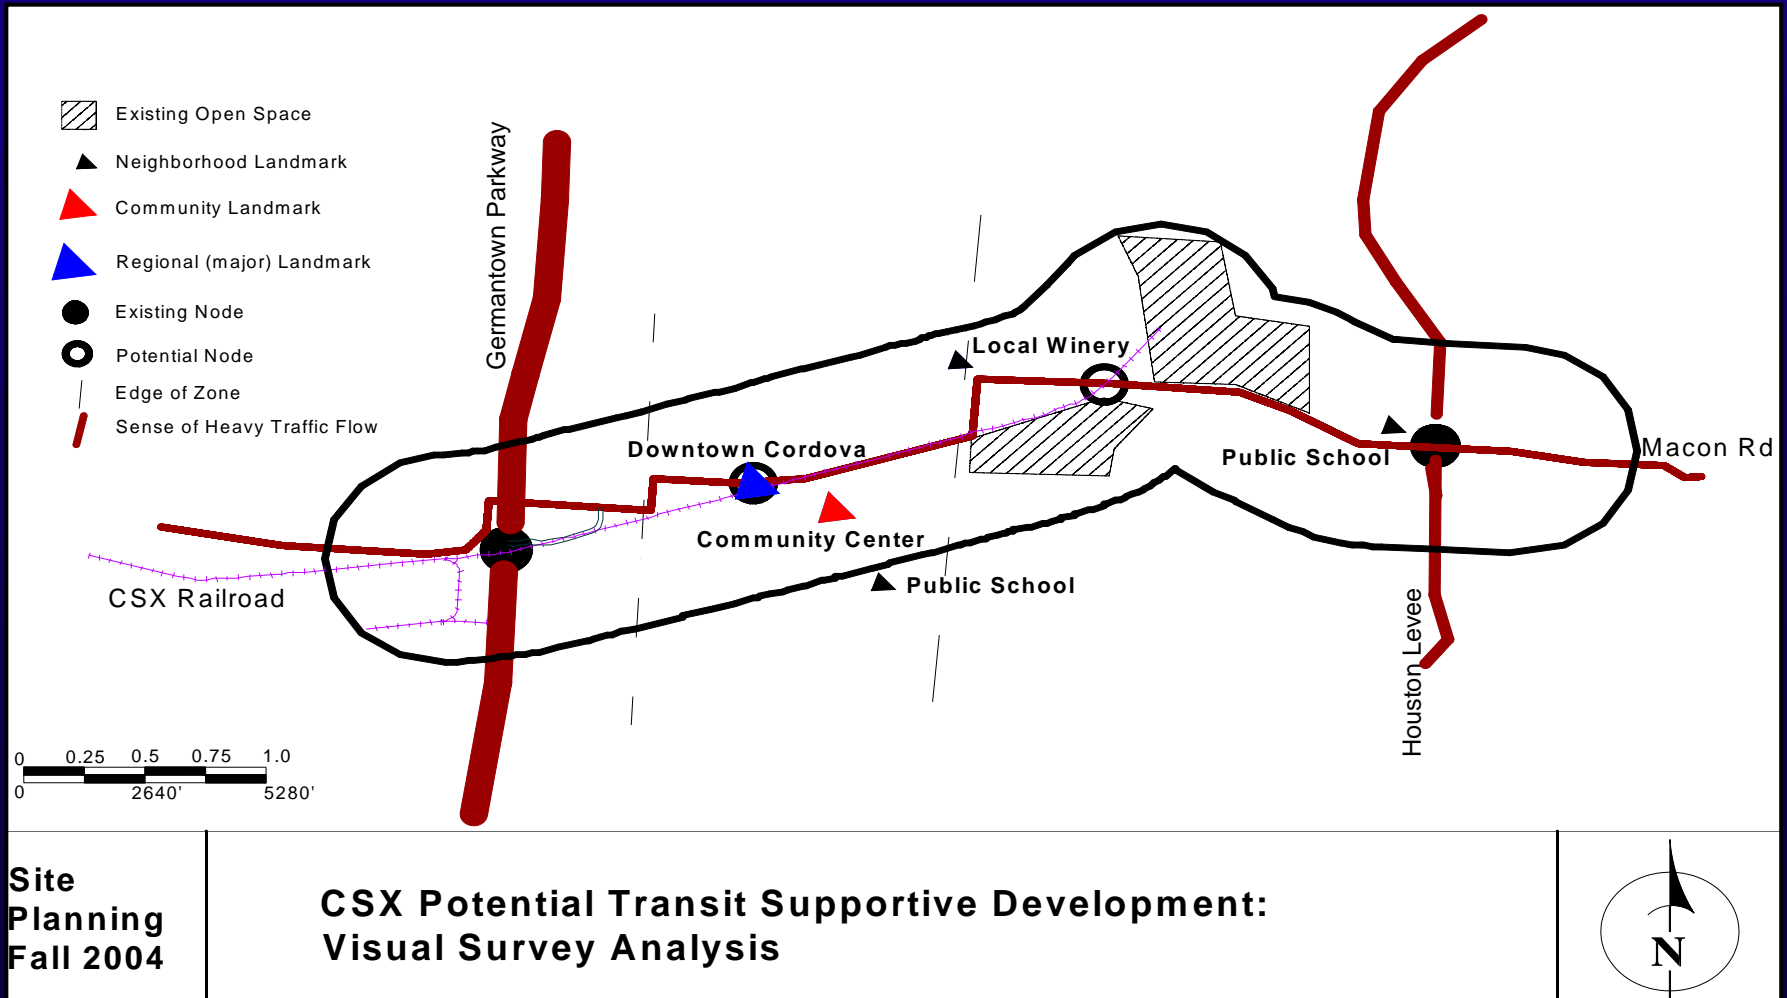 Existing Open Space
Neighborhood Landmark
Community Landmark
Regional (major) Landmark
Existing Node
Potential Node
Edge of Zone
Sense of Heavy Traffic Flow
Germantown Parkway
Local Winery
Downtown Cordova
Public School
Macon Rd
Community Center
Public School
CSX Railroad
Houston Levee
0 0.25 0.5 0.75 1.0
0 2640' 5280'
Site
Planning
Fall 2004
CSX Potential Transit Supportive Development:
Visual Survey Analysis
N